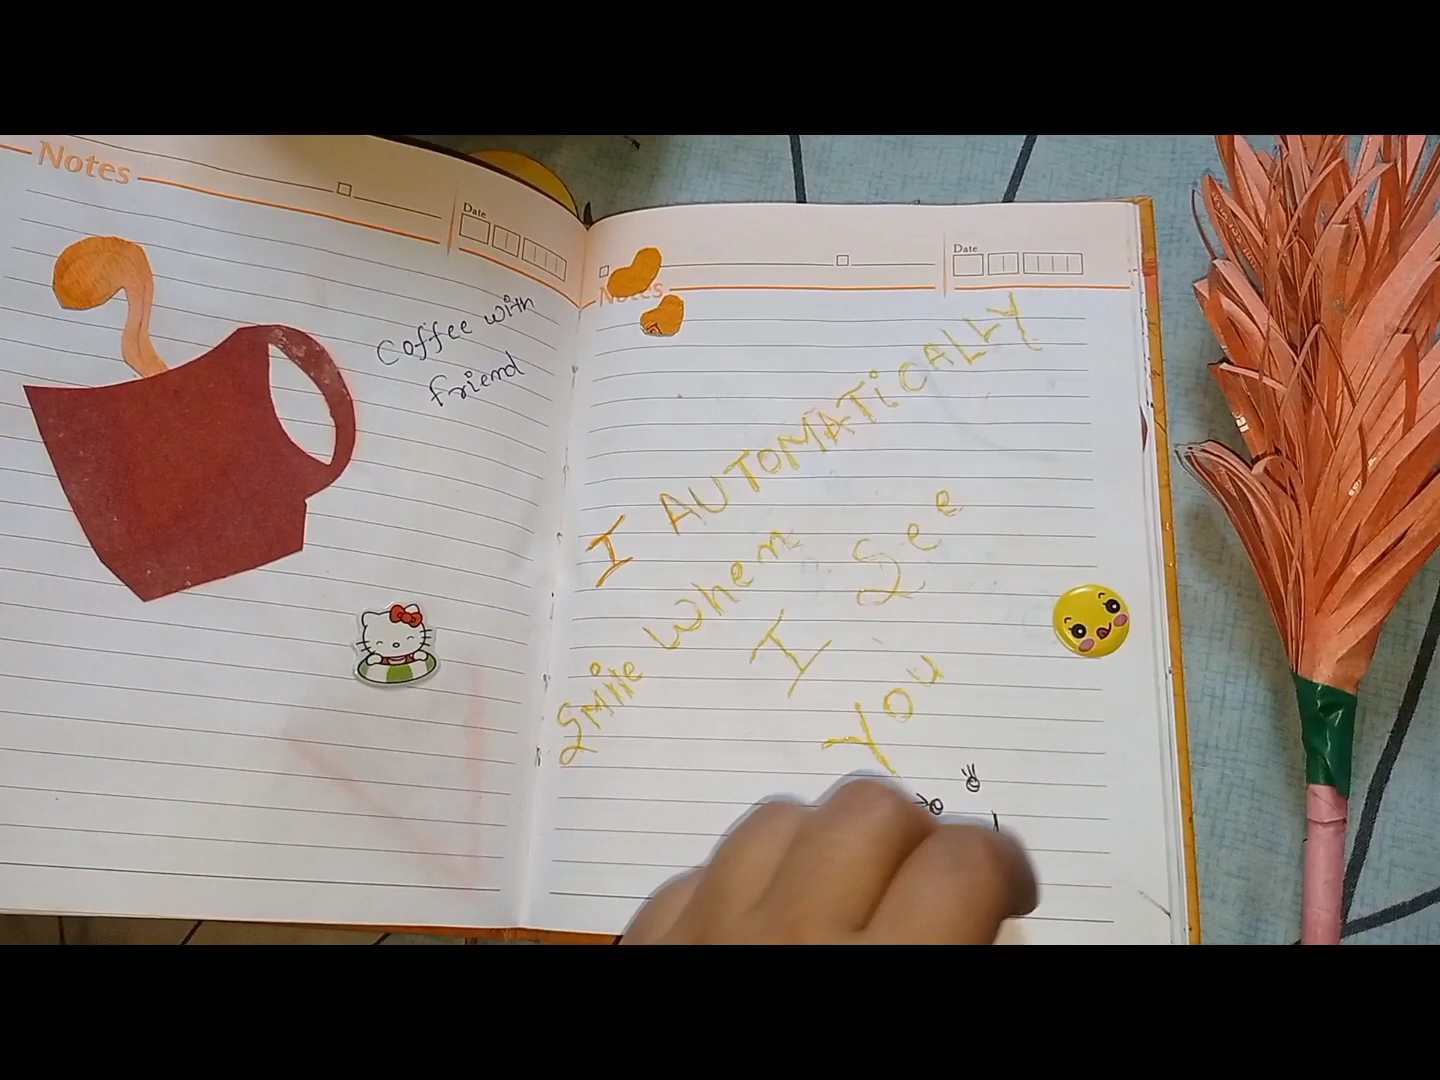 Notes
Date
Coffee with
friend
Notes
Date
I AUTOMATiCALLY
Smile when
I See
You